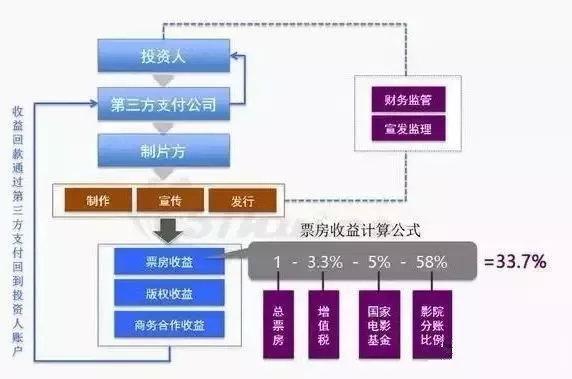 投资人
第三方支付公司
制片方
财务监管
宣发监理
制作 宣传 发行
收益回款通过第三方支付回到投资人账户
票房收益计算公式
票房收益
版权收益
商务合作收益
1 - 3.3% - 5% - 58% =33.7%
总票房
增值税
国家电影基金
影院分账比例